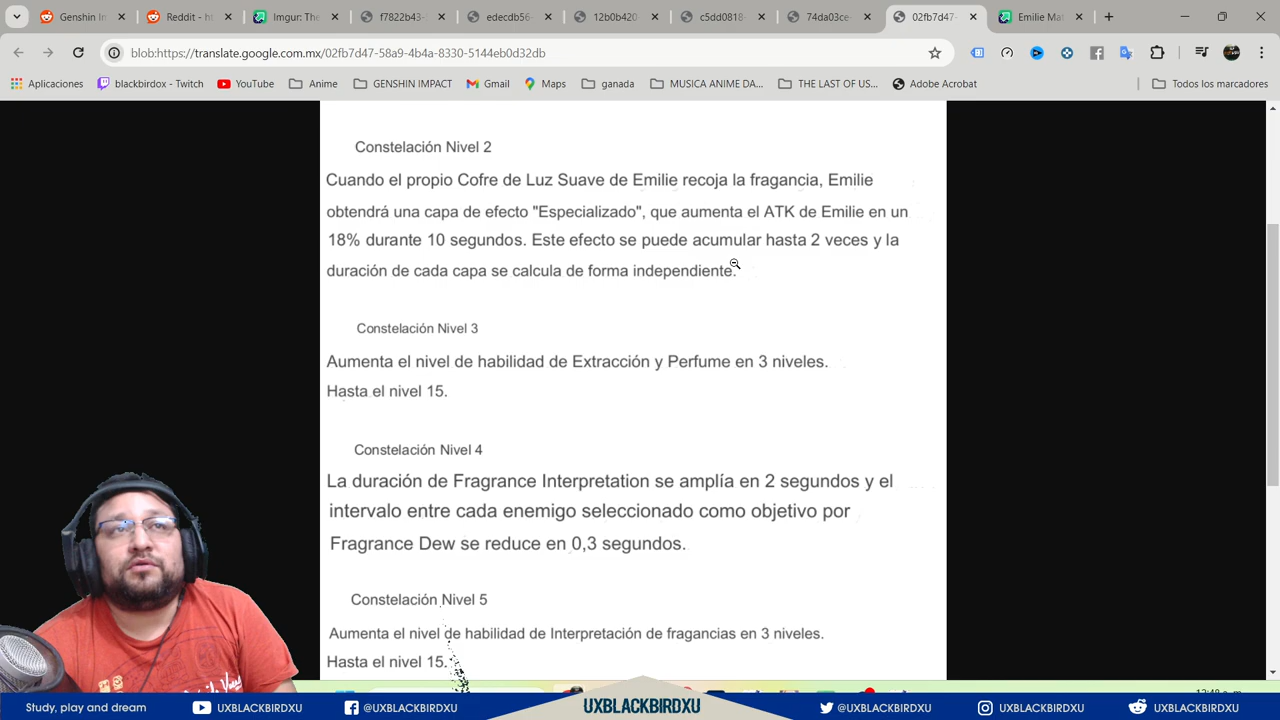 Genshin In
Reddit - ht
Imgur: The
f7822b43-
edecdb56-
12b0b420
c5dd0818-
74da03ce-
02fb7d47-
Emilie Mat
blob:https://translate.google.com.mx/02fb7d47-58a9-4b4a-8330-5144eb0d32db
Aplicaciones
blackbirdox - Twitch
YouTube
Anime
GENSHIN IMPACT
Gmail
Maps
ganada
MUSICA ANIME DA...
THE LAST OF US...
Adobe Acrobat
Todos los marcadores
Constelación Nivel 2
Cuando el propio Cofre de Luz Suave de Emilie recoja la fragancia, Emilie
obtendrá una capa de efecto "Especializado", que aumenta el ATK de Emilie en un
18% durante 10 segundos. Este efecto se puede acumular hasta 2 veces y la
duración de cada capa se calcula de forma independiente.
Constelación Nivel 3
Aumenta el nivel de habilidad de Extracción y Perfume en 3 niveles.
Hasta el nivel 15.
Constelación Nivel 4
La duración de Fragrance Interpretation se amplía en 2 segundos y el
intervalo entre cada enemigo seleccionado como objetivo por
Fragrance Dew se reduce en 0,3 segundos.
Constelación Nivel 5
Aumenta el nivel de habilidad de Interpretación de fragancias en 3 niveles.
Hasta el nivel 15.
Study, play and dream
UXBLACKBIRDXU
@UXBLACKBIRDXU
UXBLACKBIRDXU
@UXBLACKBIRDXU
UXBLACKBIRDXU
UXBLACKBIRDXU